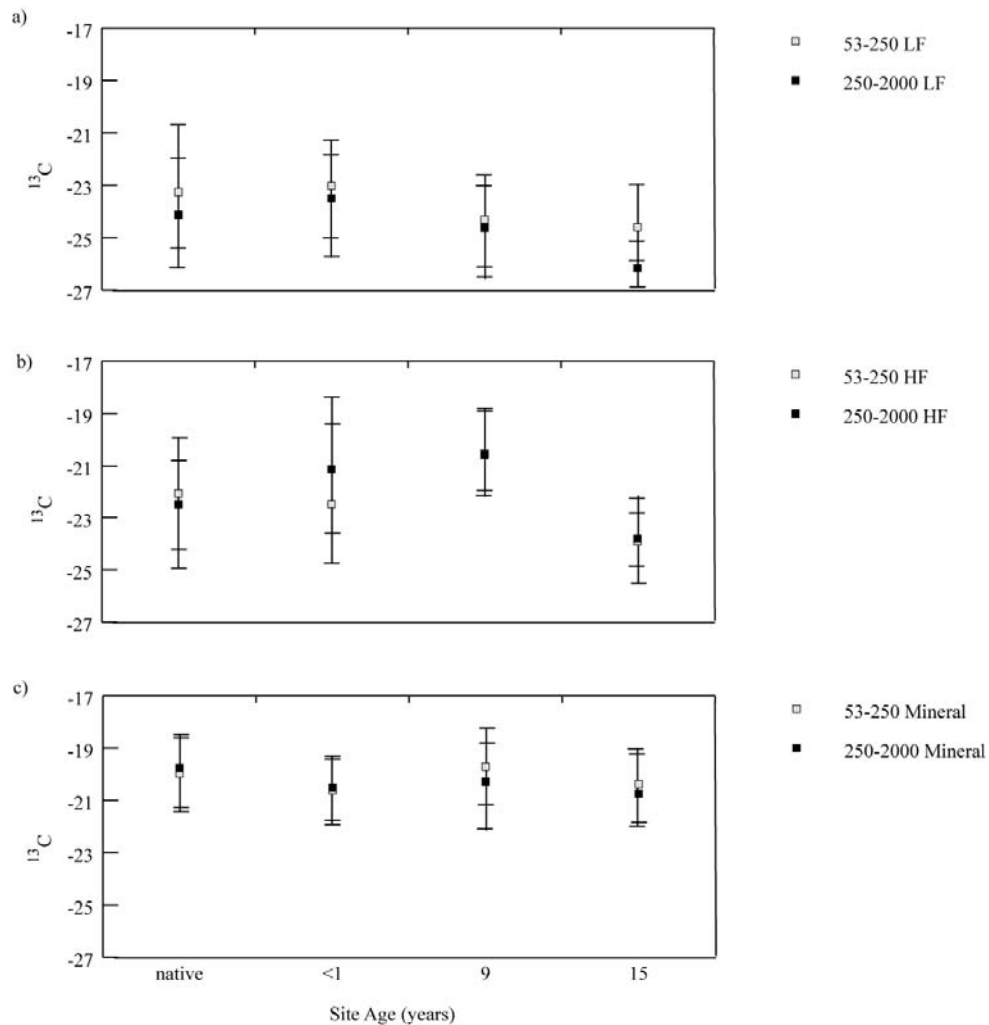 a)
-17
-19
-21
-23
-25
-27
¹³C
53-250 LF
250-2000 LF
b)
-17
-19
-21
-23
-25
-27
¹³C
53-250 HF
250-2000 HF
c)
-17
-19
-21
-23
-25
-27
¹³C
53-250 Mineral
250-2000 Mineral
native <1 9 15
Site Age (years)